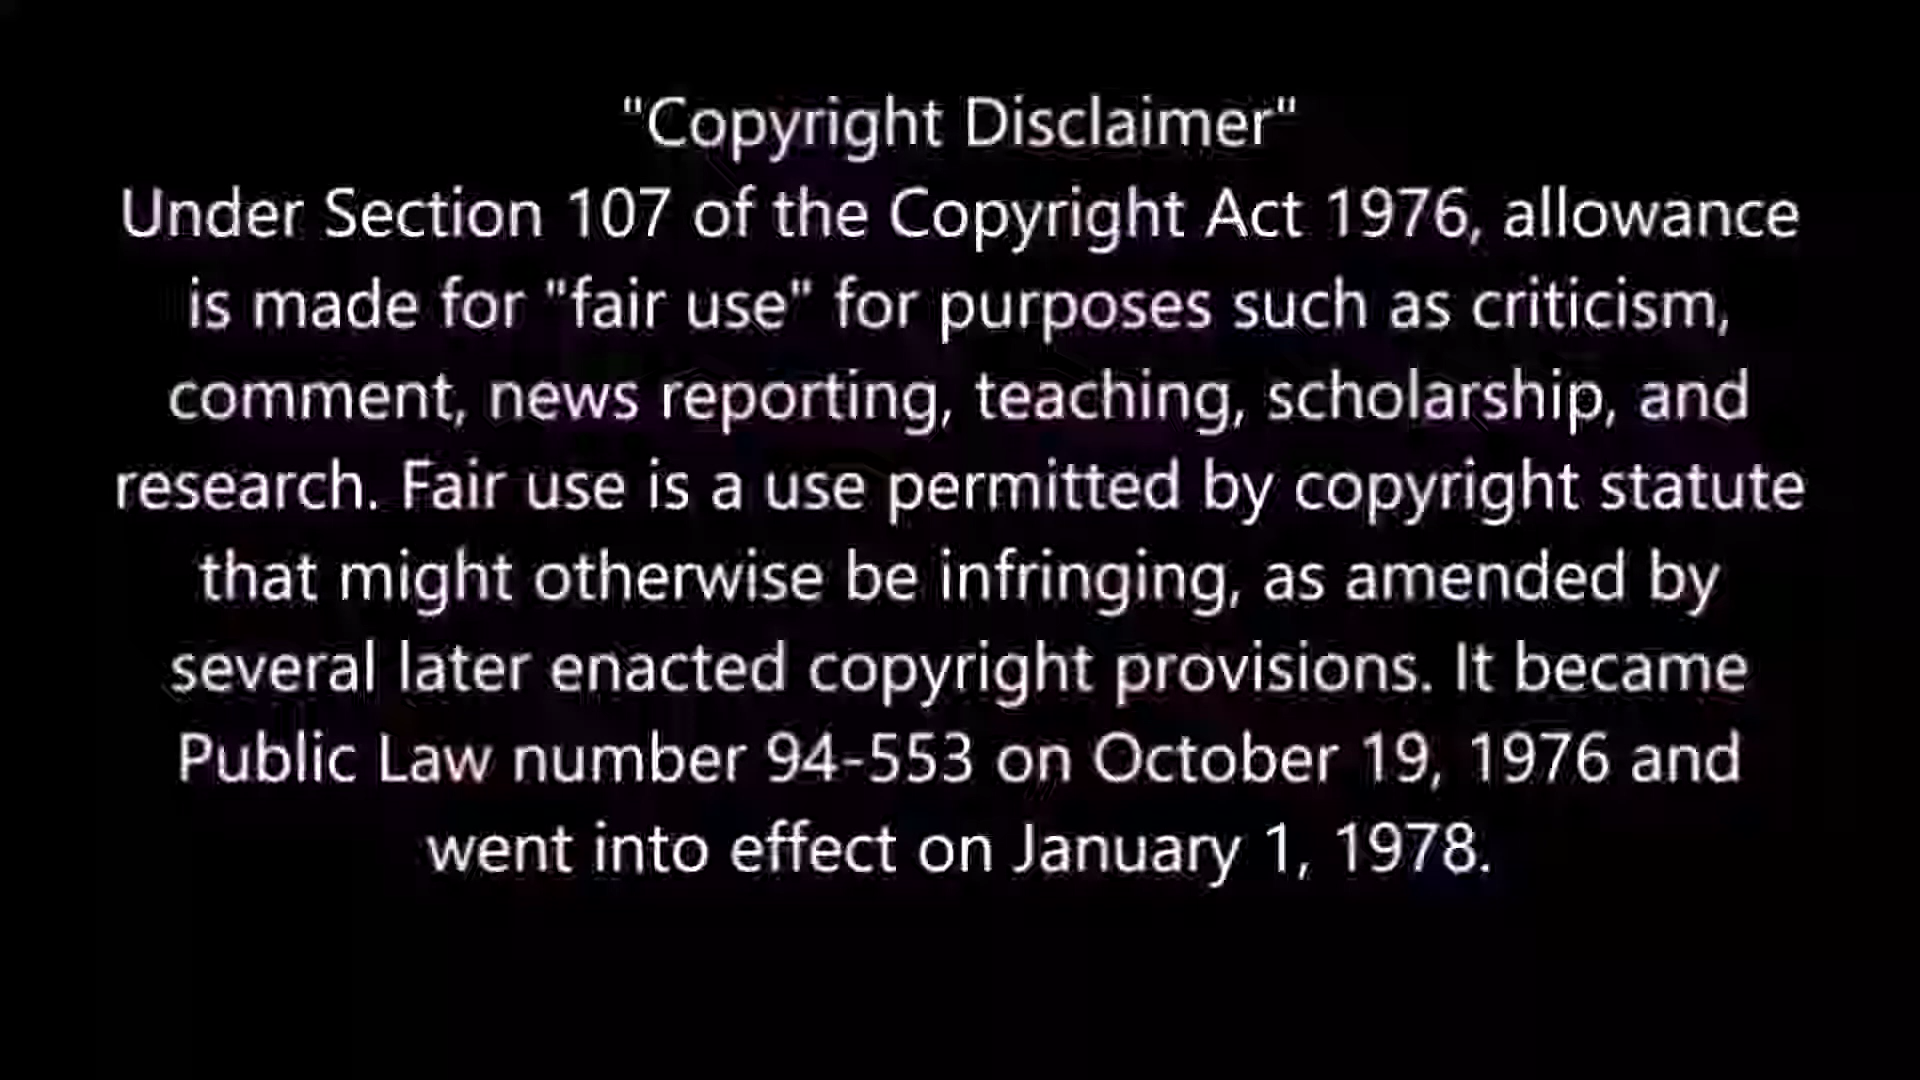 "Copyright Disclaimer"
Under Section 107 of the Copyright Act 1976, allowance
is made for "fair use" for purposes such as criticism,
comment, news reporting, teaching, scholarship, and
research. Fair use is a use permitted by copyright statute
that might otherwise be infringing, as amended by
several later enacted copyright provisions. It became
Public Law number 94-553 on October 19, 1976 and
went into effect on January 1, 1978.